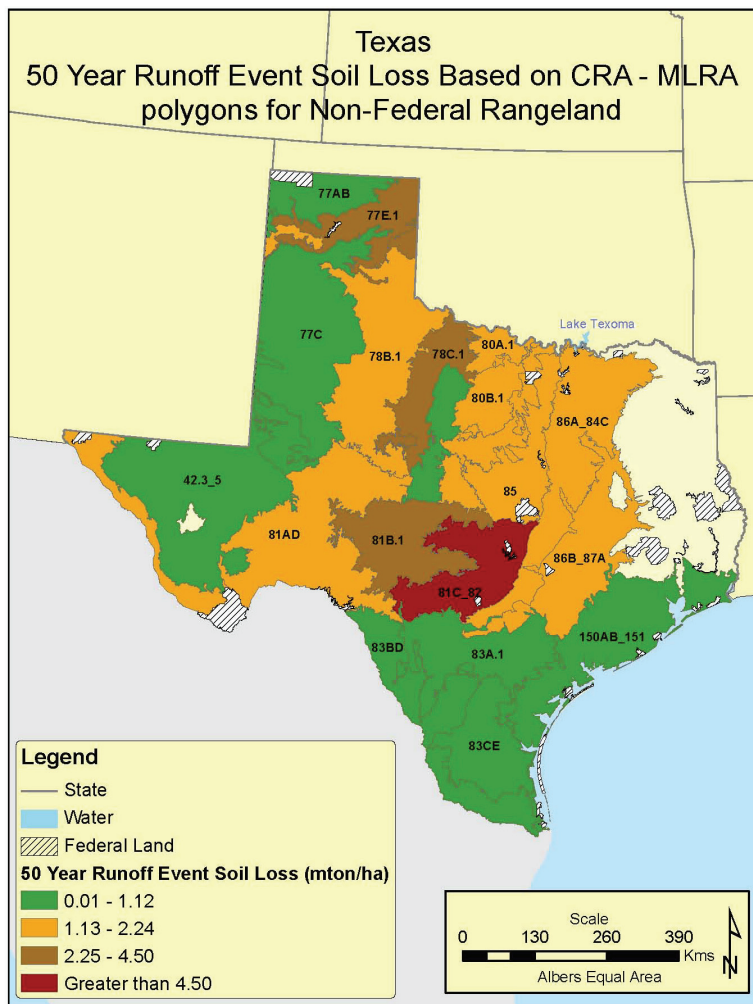 Texas
50 Year Runoff Event Soil Loss Based on CRA - MLRA
polygons for Non-Federal Rangeland
77AB
77E.1
77C
78B.1
78C.1
80A.1
Lake Texoma
80B.1
86A_84C
42.3_5
85
81AD
81B.1
86B_87A
81C_82
150AB_151
83BD
83A.1
83CE
Legend
State
Water
Federal Land
50 Year Runoff Event Soil Loss (mton/ha)
0.01 - 1.12
1.13 - 2.24
2.25 - 4.50
Greater than 4.50
Scale
0 130 260 390
Kms
Albers Equal Area
N